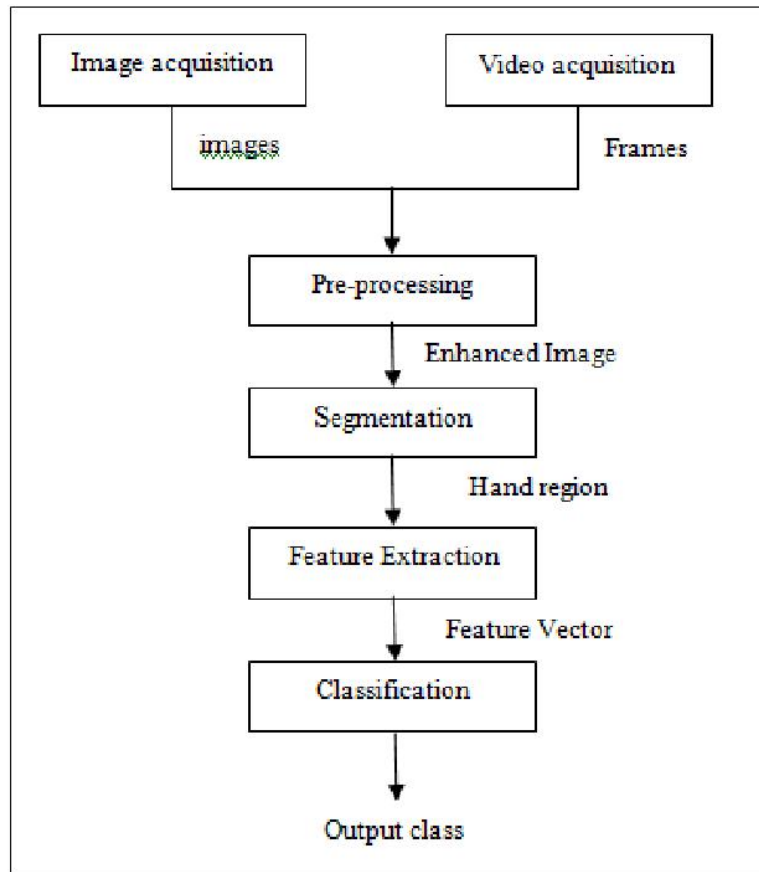 Image acquisition
Video acquisition
images
Frames
Pre-processing
Enhanced Image
Segmentation
Hand region
Feature Extraction
Feature Vector
Classification
Output class